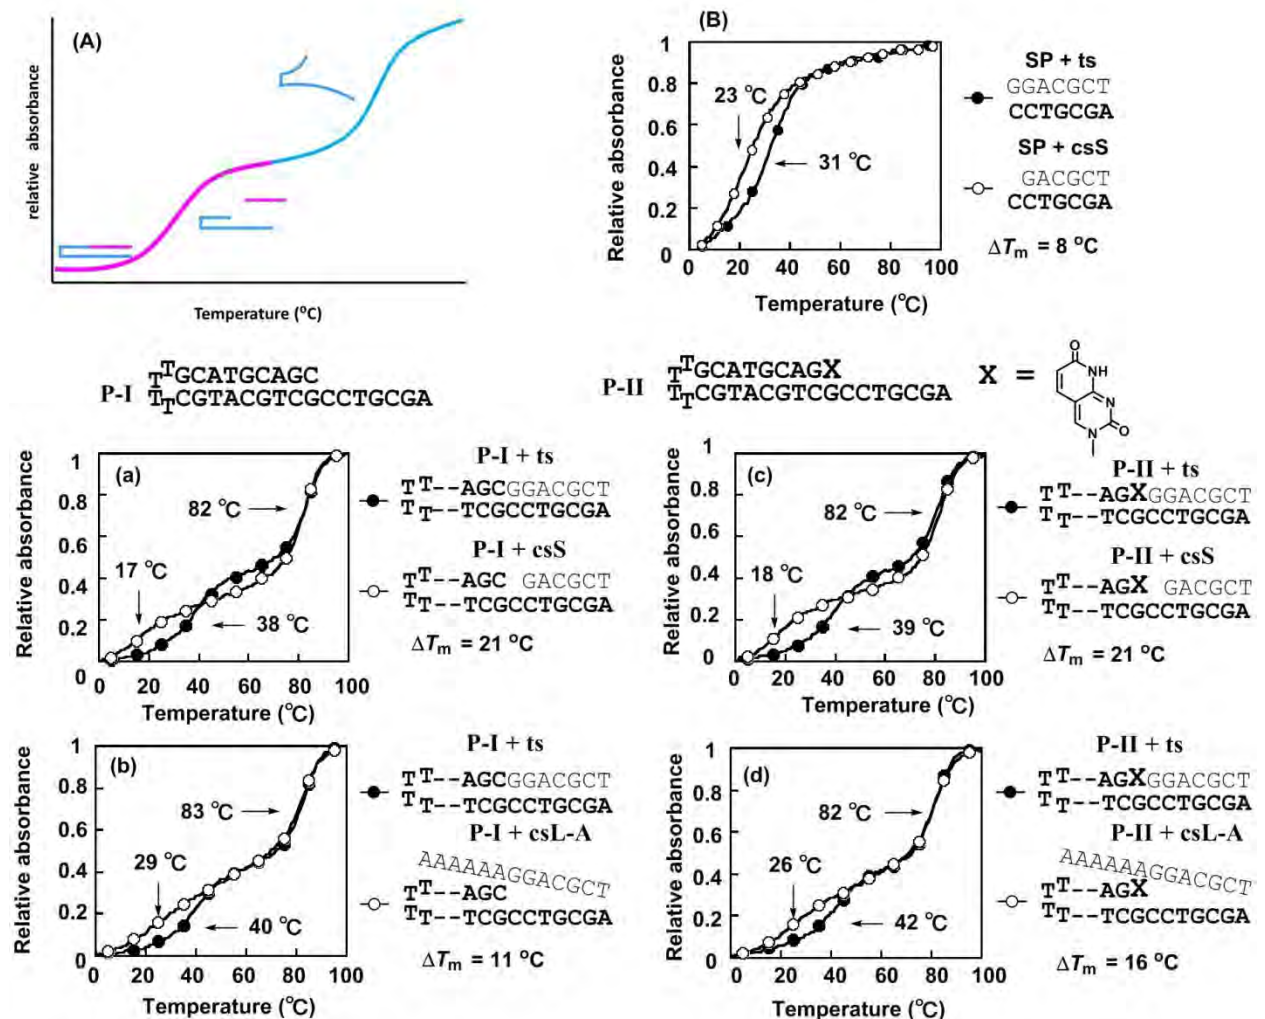 (A)
relative absorbance
Temperature (°C)
(B)
Relative absorbance
1
0.8
0.6
0.4
0.2
0
0 20 40 60 80 100
Temperature (°C)
23 °C
31 °C
SP + ts
GGACGCT
CCTGCGA
SP + csS
GACGCT
CCTGCGA
ΔTm = 8 °C
P-I
TTTGCATGCAGC
TTCGTACGTCGCCTGCGA
P-II
TTTGCATGCAGX
TTCGTACGTCGCCTGCGA
X =
O
NH
N
N
O
(a)
Relative absorbance
1
0.8
0.6
0.4
0.2
0
0 20 40 60 80 100
Temperature (°C)
82 °C
17 °C
38 °C
P-I + ts
TT--AGCGGACGCT
TT--TCGCCTGCGA
P-I + csS
TT--AGC GACGCT
TT--TCGCCTGCGA
ΔTm = 21 °C
(c)
Relative absorbance
1
0.8
0.6
0.4
0.2
0
0 20 40 60 80 100
Temperature (°C)
82 °C
18 °C
39 °C
P-II + ts
TT--AGXGGACGCT
TT--TCGCCTGCGA
P-II + csS
TT--AGX GACGCT
TT--TCGCCTGCGA
ΔTm = 21 °C
(b)
Relative absorbance
1
0.8
0.6
0.4
0.2
0
0 20 40 60 80 100
Temperature (°C)
83 °C
29 °C
40 °C
P-I + ts
TT--AGCGGACGCT
TT--TCGCCTGCGA
P-I + csL-A
AAAAAAGGACGCT
TT--AGC
TT--TCGCCTGCGA
ΔTm = 11 °C
(d)
Relative absorbance
1
0.8
0.6
0.4
0.2
0
0 20 40 60 80 100
Temperature (°C)
82 °C
26 °C
42 °C
P-II + ts
TT--AGXGGACGCT
TT--TCGCCTGCGA
P-II + csL-A
AAAAAAGGACGCT
TT--AGX
TT--TCGCCTGCGA
ΔTm = 16 °C